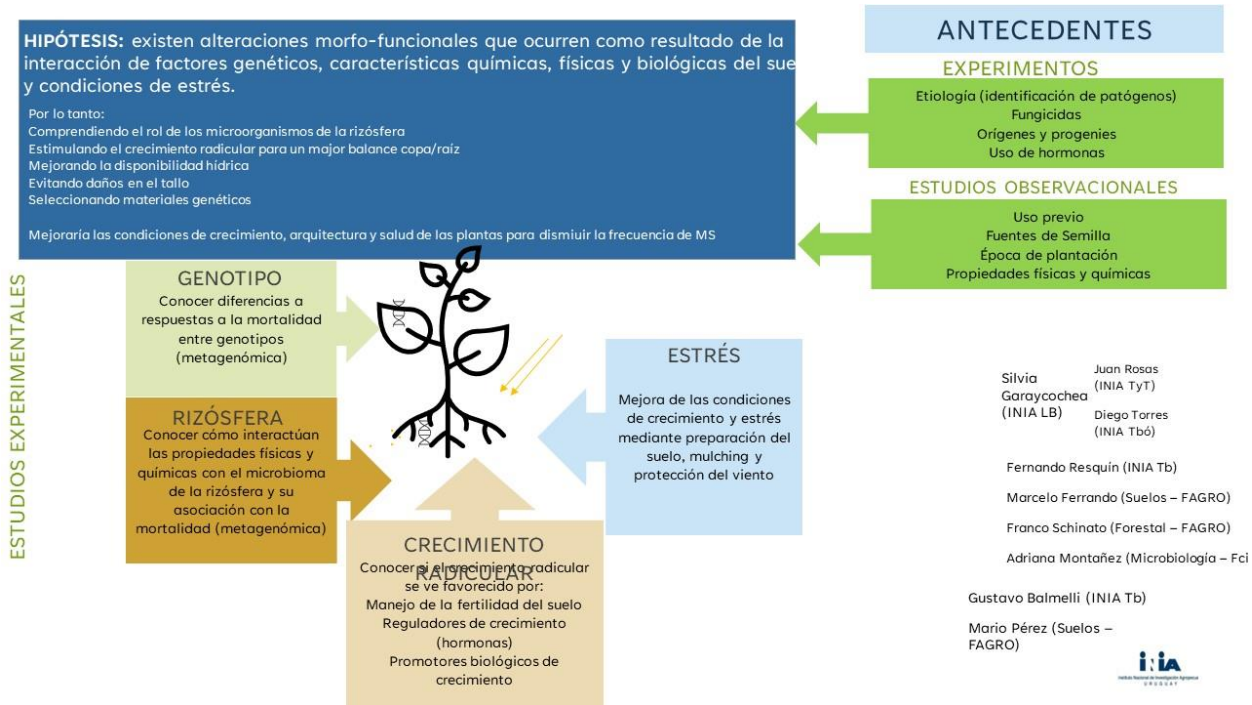 HIPÓTESIS: existen alteraciones morfo-funcionales que ocurren como resultado de la
interacción de factores genéticos, características químicas, físicas y biológicas del sue
y condiciones de estrés.
Por lo tanto:
Comprendiendo el rol de los microorganismos de la rizósfera
Estimulando el crecimiento radicular para un major balance copa/raíz
Mejorando la disponibilidad hídrica
Evitando daños en el tallo
Seleccionando materiales genéticos
Mejoraría las condiciones de crecimiento, arquitectura y salud de las plantas para dismiuir la frecuencia de MS
ANTECEDENTES
EXPERIMENTOS
Etiología (identificación de patógenos)
Fungicidas
Orígenes y progenies
Uso de hormonas
ESTUDIOS OBSERVACIONALES
Uso previo
Fuentes de Semilla
Época de plantación
Propiedades físicas y químicas
ESTUDIOS EXPERIMENTALES
GENOTIPO
Conocer diferencias a
respuestas a la mortalidad
entre genotipos
(metagenómica)
RIZÓSFERA
Conocer cómo interactúan
las propiedades físicas y
químicas con el microbioma
de la rizósfera y su
asociación con la
mortalidad (metagenómica)
CRECIMIENTO
RADICULAR
Conocer si el crecimiento radicular
se ve favorecido por:
Manejo de la fertilidad del suelo
Reguladores de crecimiento
(hormonas)
Promotores biológicos de
crecimiento
ESTRÉS
Mejora de las condiciones
de crecimiento y estrés
mediante preparación del
suelo, mulching y
protección del viento
Silvia
Garaycochea
(INIA LB)
Juan Rosas
(INIA TyT)
Diego Torres
(INIA Tbó)
Fernando Resquín (INIA Tb)
Marcelo Ferrando (Suelos – FAGRO)
Franco Schinato (Forestal – FAGRO)
Adriana Montañez (Microbiología – Fci
Gustavo Balmelli (INIA Tb)
Mario Pérez (Suelos –
FAGRO)
iniA
Instituto Nacional de Investigación Agropecuaria
URUGUAY